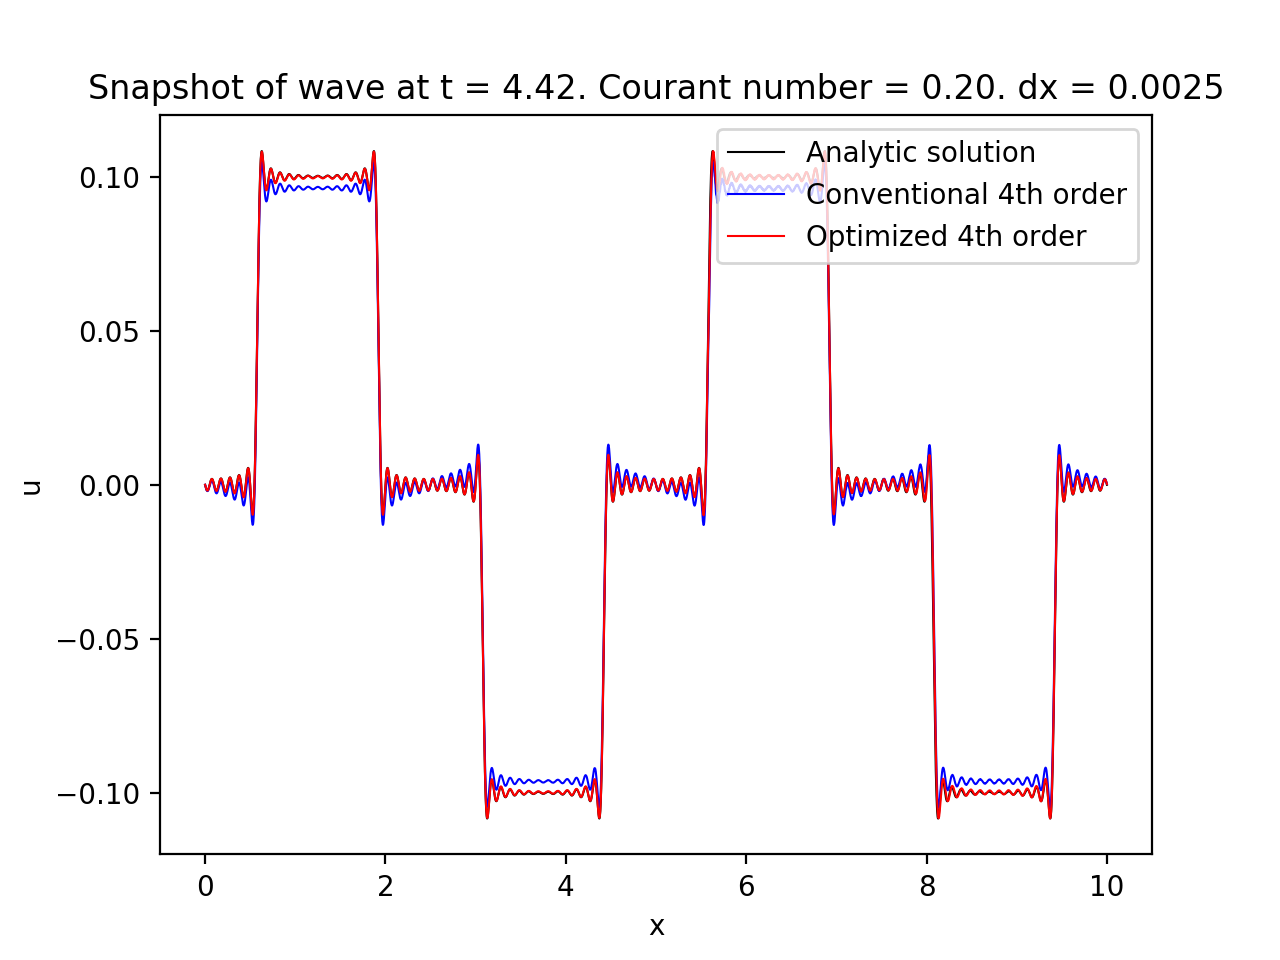 Snapshot of wave at t = 4.42. Courant number = 0.20. dx = 0.0025
Analytic solution
Conventional 4th order
Optimized 4th order
0.10
0.05
0.00
−0.05
−0.10
u
0 2 4 6 8 10
x